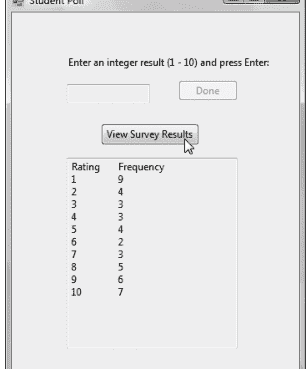 Student Poll
Enter an integer result (1 - 10) and press Enter:
Done
View Survey Results
Rating Frequency
1 9
2 4
3 3
4 3
5 4
6 2
7 3
8 5
9 6
10 7